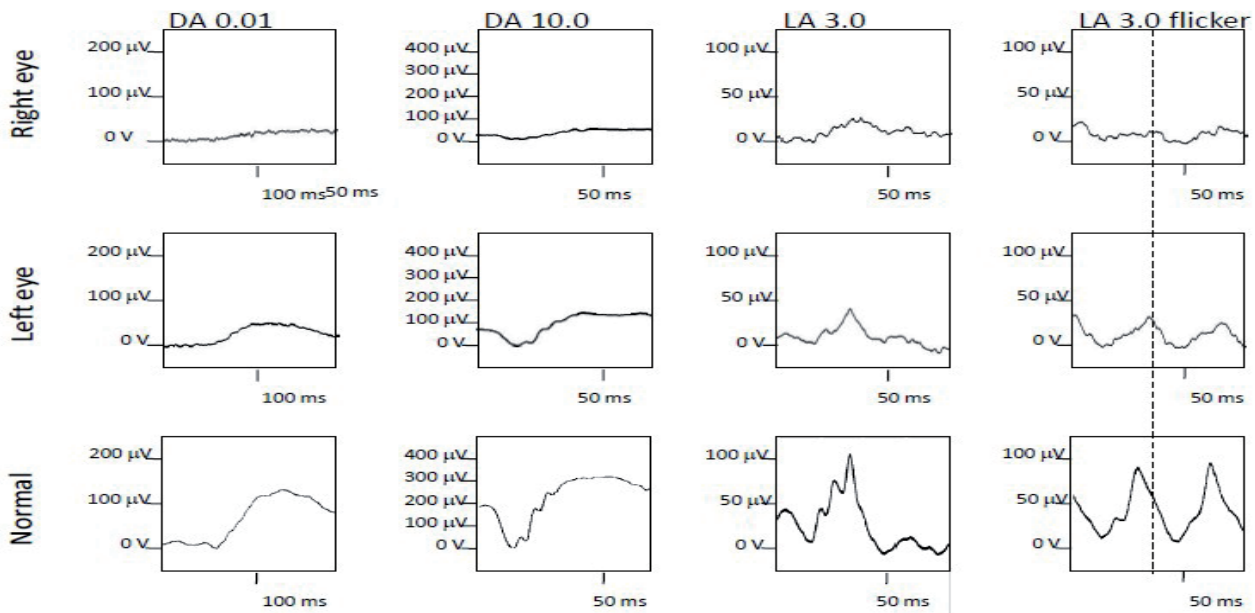 DA 0.01 DA 10.0 LA 3.0 LA 3.0 flicker
Right eye
200 µV
100 µV
0 V
100 ms 50 ms
400 µV
300 µV
200 µV
100 µV
0 V
50 ms
100 µV
50 µV
0 V
50 ms
100 µV
50 µV
0 V
50 ms
Left eye
200 µV
100 µV
0 V
100 ms
400 µV
300 µV
200 µV
100 µV
0 V
50 ms
100 µV
50 µV
0 V
50 ms
100 µV
50 µV
0 V
50 ms
Normal
200 µV
100 µV
0 V
100 ms
400 µV
300 µV
200 µV
100 µV
0 V
50 ms
100 µV
50 µV
0 V
50 ms
100 µV
50 µV
0 V
50 ms